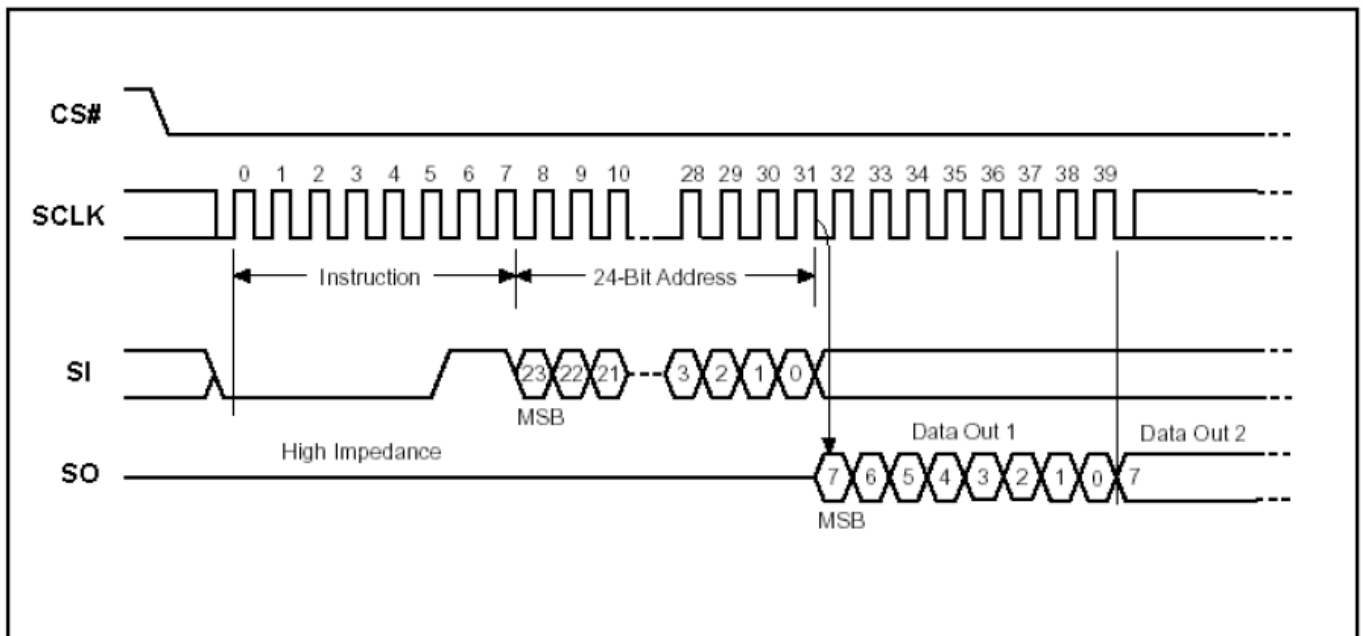 CS#
0 1 2 3 4 5 6 7 8 9 10 28 29 30 31 32 33 34 35 36 37 38 39
SCLK
Instruction 24-Bit Address
SI 23 22 21 3 2 1 0
MSB
Data Out 1 Data Out 2
High Impedance
SO 7 6 5 4 3 2 1 0 7
MSB